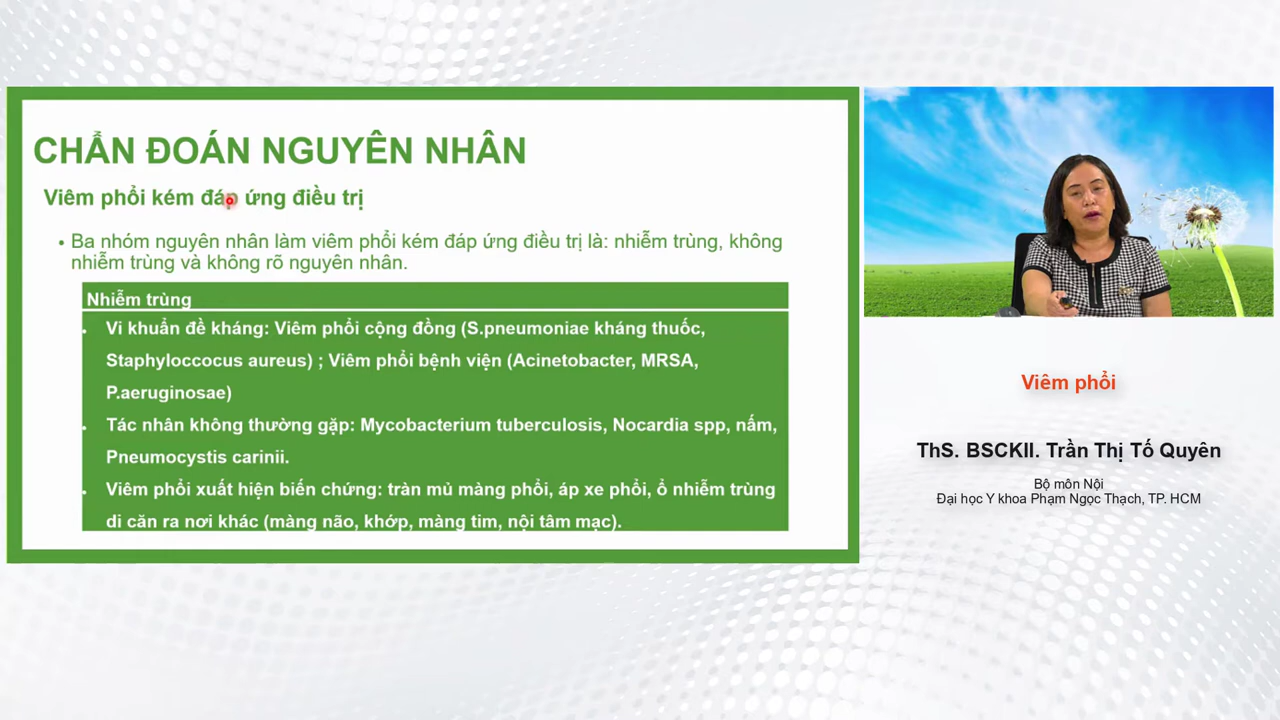 CHẨN ĐOÁN NGUYÊN NHÂN
Viêm phổi kém đáp ứng điều trị
• Ba nhóm nguyên nhân làm viêm phổi kém đáp ứng điều trị là: nhiễm trùng, không
nhiễm trùng và không rõ nguyên nhân.
Nhiễm trùng
• Vi khuẩn đề kháng: Viêm phổi cộng đồng (S.pneumoniae kháng thuốc,
Staphyloccocus aureus) ; Viêm phổi bệnh viện (Acinetobacter, MRSA,
P.aeruginosae)
• Tác nhân không thường gặp: Mycobacterium tuberculosis, Nocardia spp, nấm,
Pneumocystis carinii.
• Viêm phổi xuất hiện biến chứng: tràn mủ màng phổi, áp xe phổi, ổ nhiễm trùng
di căn ra nơi khác (màng não, khớp, màng tim, nội tâm mạc).
Viêm phổi
ThS. BSCKII. Trần Thị Tố Quyên
Bộ môn Nội
Đại học Y khoa Phạm Ngọc Thạch, TP. HCM